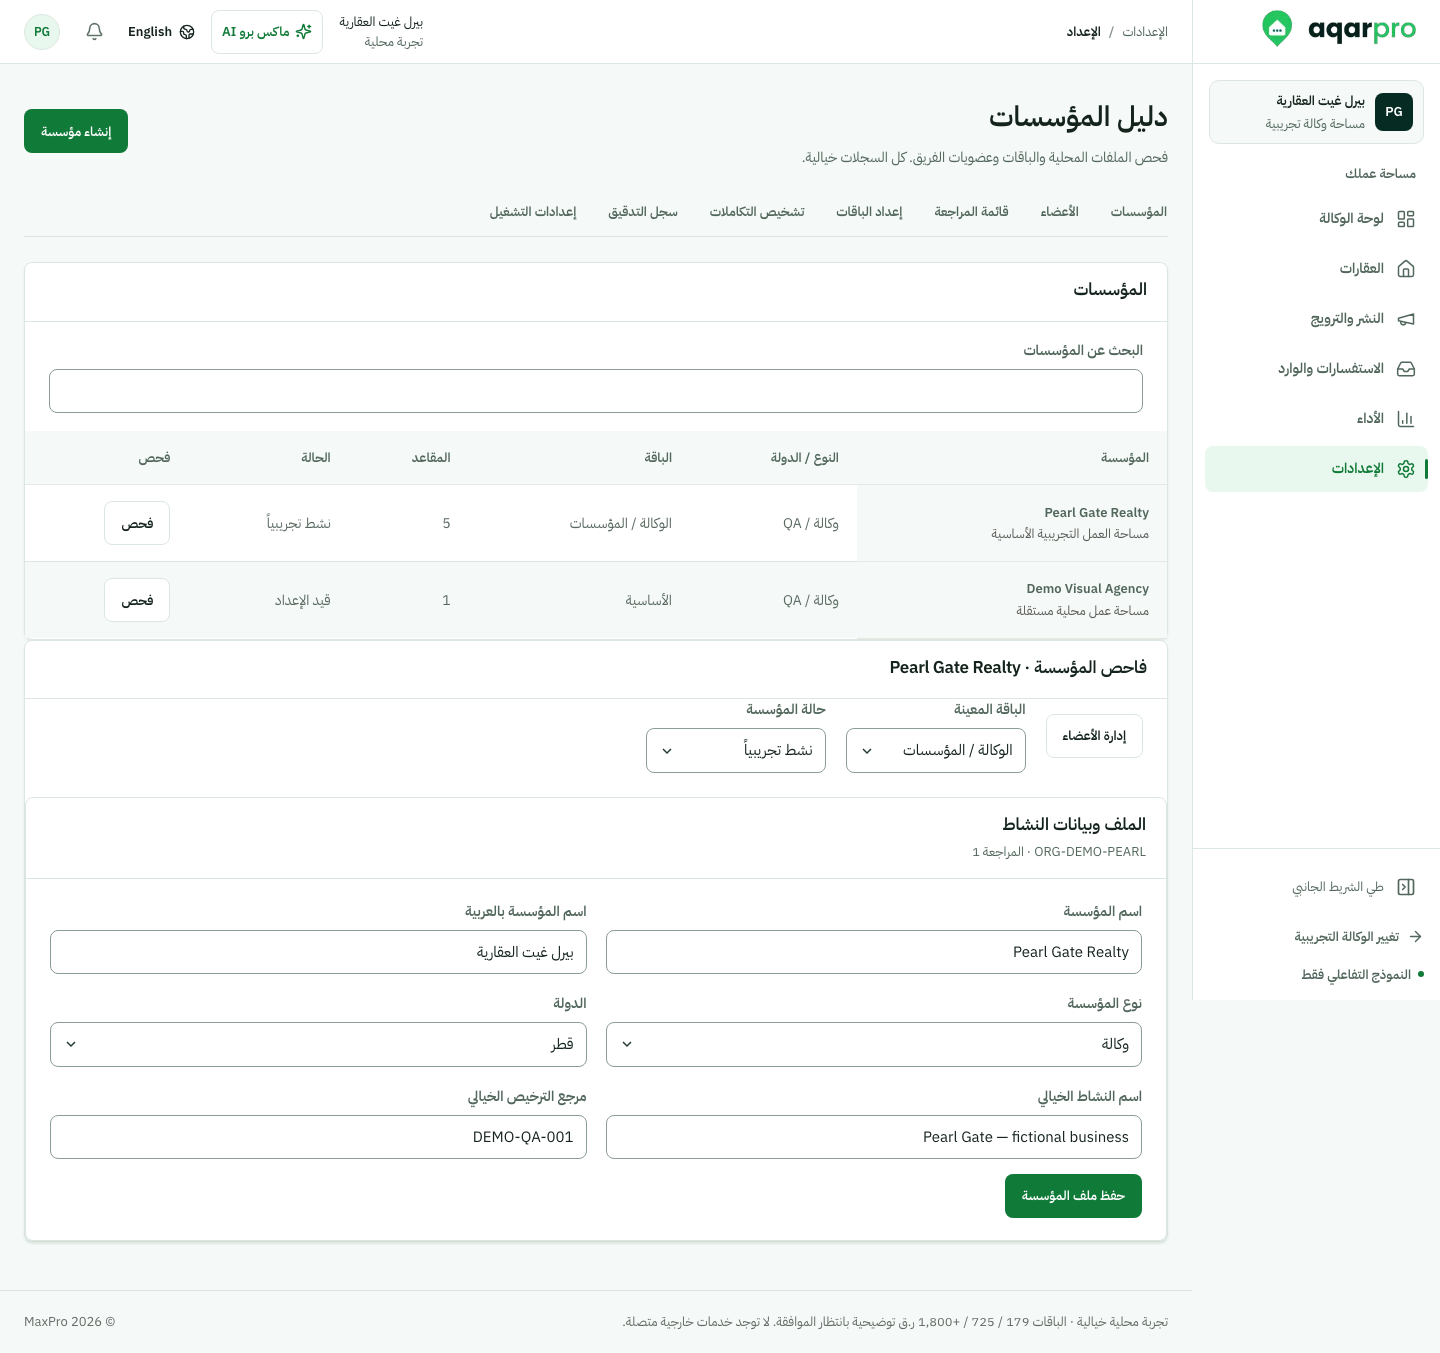 aqarpro
الإعدادات / الإعداد
بيرل غيت العقارية
تجربة محلية
ماكس برو AI
English
PG
PG
بيرل غيت العقارية
مساحة وكالة تجريبية
مساحة عملك
لوحة الوكالة
العقارات
النشر والترويج
الاستفسارات والوارد
الأداء
الإعدادات
طي الشريط الجانبي
تغيير الوكالة التجريبية
النموذج التفاعلي فقط
دليل المؤسسات
فحص الملفات المحلية والباقات وعضويات الفريق. كل السجلات خيالية.
إنشاء مؤسسة
المؤسسات الأعضاء قائمة المراجعة إعداد الباقات تشخيص التكاملات سجل التدقيق إعدادات التشغيل
المؤسسات
البحث عن المؤسسات
المؤسسة النوع / الدولة الباقة المقاعد الحالة فحص
Pearl Gate Realty
مساحة العمل التجريبية الأساسية
وكالة / QA الوكالة / المؤسسات 5 نشط تجريبياً فحص
Demo Visual Agency
مساحة عمل محلية مستقلة
وكالة / QA الأساسية 1 قيد الإعداد فحص
فاحص المؤسسة · Pearl Gate Realty
إدارة الأعضاء
الباقة المعينة
الوكالة / المؤسسات
حالة المؤسسة
نشط تجريبياً
الملف وبيانات النشاط
ORG-DEMO-PEARL · المراجعة 1
اسم المؤسسة
Pearl Gate Realty
اسم المؤسسة بالعربية
بيرل غيت العقارية
نوع المؤسسة
وكالة
الدولة
قطر
اسم النشاط الخيالي
Pearl Gate — fictional business
مرجع الترخيص الخيالي
DEMO-QA-001
حفظ ملف المؤسسة
تجربة محلية خيالية · الباقات 179 / 725 / +1,800 ر.ق توضيحية بانتظار الموافقة. لا توجد خدمات خارجية متصلة.
© 2026 MaxPro